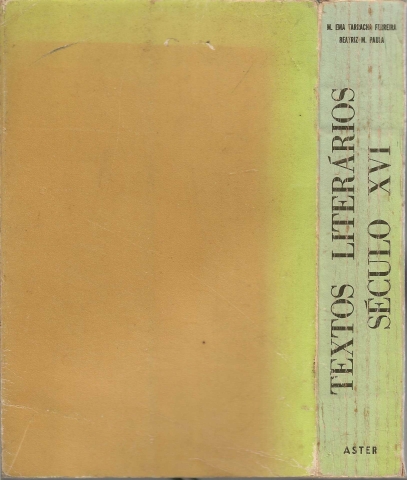 M. EMA TARRACHA FERREIRA
BEATRIZ M. PAULA
TEXTOS LITERÁRIOS
SÉCULO XVI
ASTER